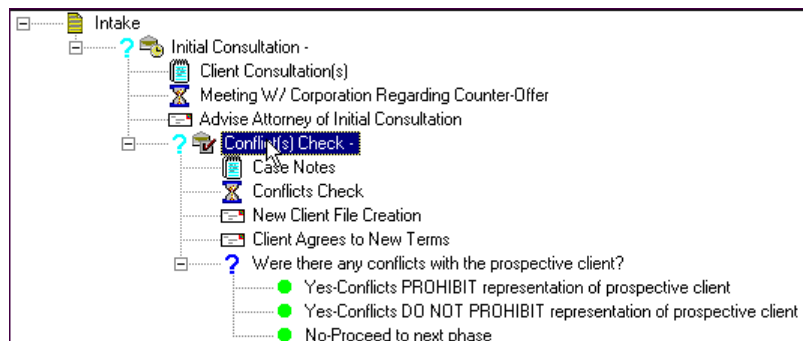 Intake
Initial Consultation -
Client Consultation(s)
Meeting W/ Corporation Regarding Counter-Offer
Advise Attorney of Initial Consultation
Conflict(s) Check -
Case Notes
Conflicts Check
New Client File Creation
Client Agrees to New Terms
Were there any conflicts with the prospective client?
Yes-Conflicts PROHIBIT representation of prospective client
Yes-Conflicts DO NOT PROHIBIT representation of prospective client
No-Proceed to next phase